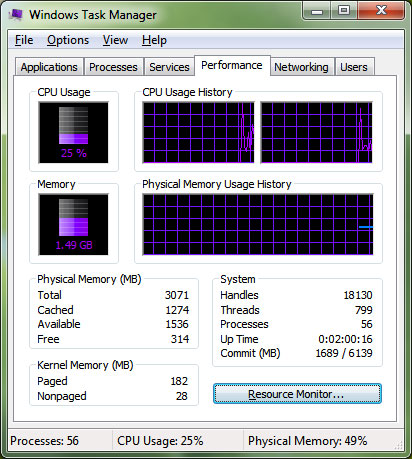 Windows Task Manager
File Options View Help
Applications Processes Services Performance Networking Users
CPU Usage CPU Usage History
25 %
Memory Physical Memory Usage History
1.49 GB
Physical Memory (MB)
Total 3071
Cached 1274
Available 1536
Free 314
Kernel Memory (MB)
Paged 182
Nonpaged 28
System
Handles 18130
Threads 799
Processes 56
Up Time 0:02:00:16
Commit (MB) 1689 / 6139
Resource Monitor...
Processes: 56 CPU Usage: 25% Physical Memory: 49%